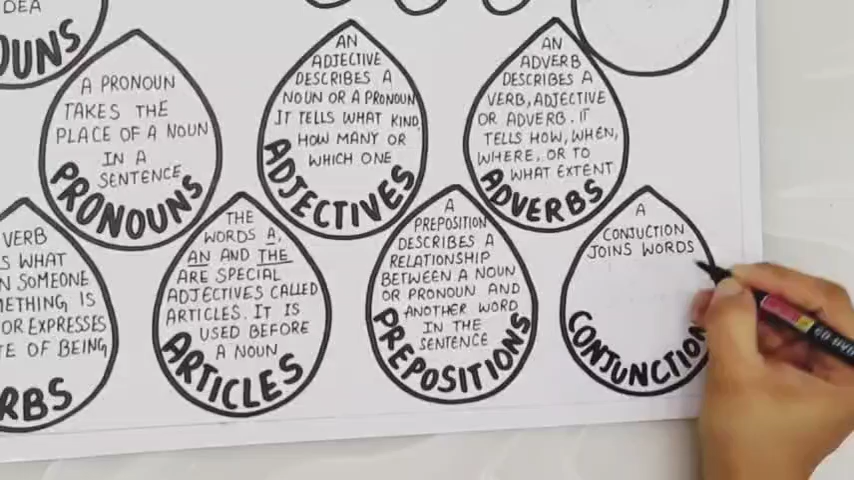 DEA
OUNS
A PRONOUN
TAKES THE
PLACE OF A NOUN
IN A
SENTENCE
PRONOUNS
AN
ADJECTIVE
DESCRIBES A
NOUN OR A PRONOUN
IT TELLS WHAT KIND,
HOW MANY OR
WHICH ONE
ADJECTIVES
AN
ADVERB
DESCRIBES A
VERB, ADJECTIVE
OR ADVERB. IT
TELLS HOW, WHEN,
WHERE, OR TO
WHAT EXTENT
ADVERBS
VERB
S WHAT
N SOMEONE
METHING IS
OR EXPRESSES
TE OF BEING
RBS
THE
WORDS A,
AN AND THE
ARE SPECIAL
ADJECTIVES CALLED
ARTICLES. IT IS
USED BEFORE
A NOUN
ARTICLES
A
PREPOSITION
DESCRIBES A
RELATIONSHIP
BETWEEN A NOUN
OR PRONOUN AND
ANOTHER WORD
IN THE
SENTENCE
PREPOSITIONS
A
CONJUCTION
JOINS WORDS
CONJUNCTION